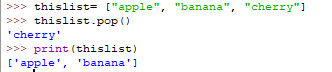 >>> thislist= ["apple", "banana", "cherry"]
>>> thislist.pop()
'cherry'
>>> print(thislist)
['apple', 'banana']